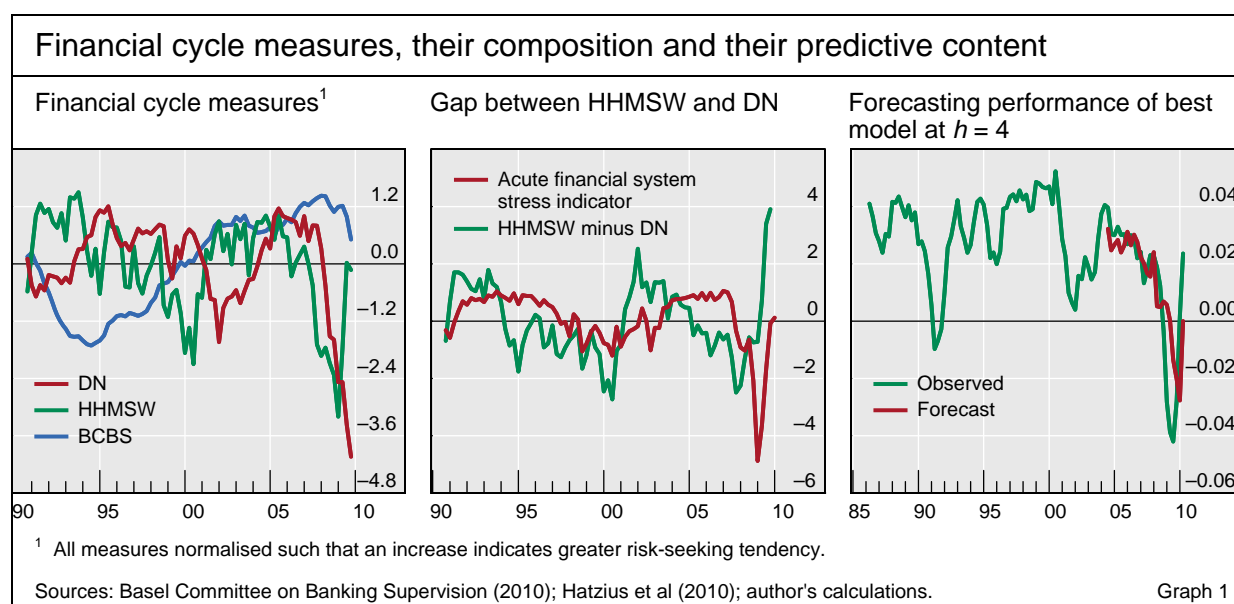 Financial cycle measures, their composition and their predictive content
Financial cycle measures1
1.2
0.0
–1.2
–2.4
–3.6
–4.8
DN
HHMSW
BCBS
90 95 00 05 10
Gap between HHMSW and DN
Acute financial system
stress indicator
HHMSW minus DN
4
2
0
–2
–4
–6
90 95 00 05 10
Forecasting performance of best
model at h = 4
0.04
0.02
0.00
–0.02
–0.04
–0.06
Observed
Forecast
85 90 95 00 05 10
1 All measures normalised such that an increase indicates greater risk-seeking tendency.
Sources: Basel Committee on Banking Supervision (2010); Hatzius et al (2010); author's calculations. Graph 1